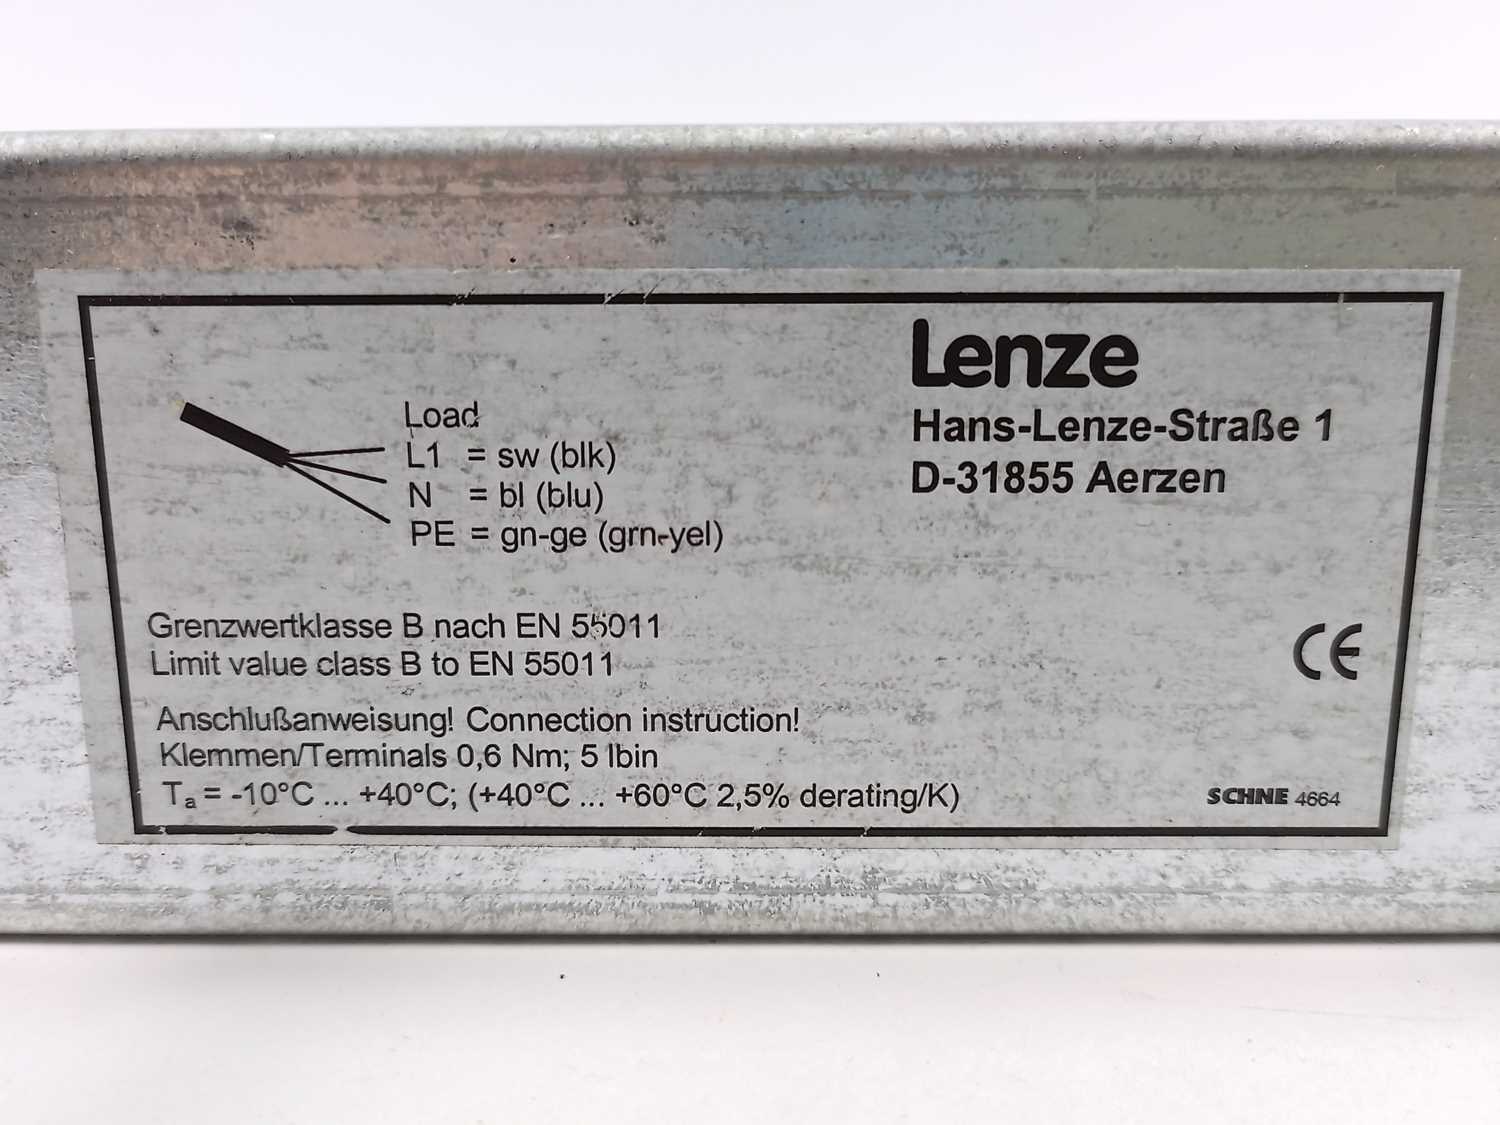 Lenze
Hans-Lenze-Straße 1
D-31855 Aerzen
Load
L1 = sw (blk)
N = bl (blu)
PE = gn-ge (grn-yel)
Grenzwertklasse B nach EN 55011
Limit value class B to EN 55011
Anschlußanweisung! Connection instruction!
Klemmen/Terminals 0,6 Nm; 5 lbin
Ta = -10°C ... +40°C; (+40°C ... +60°C 2,5% derating/K)
CE
SCHNE 4664